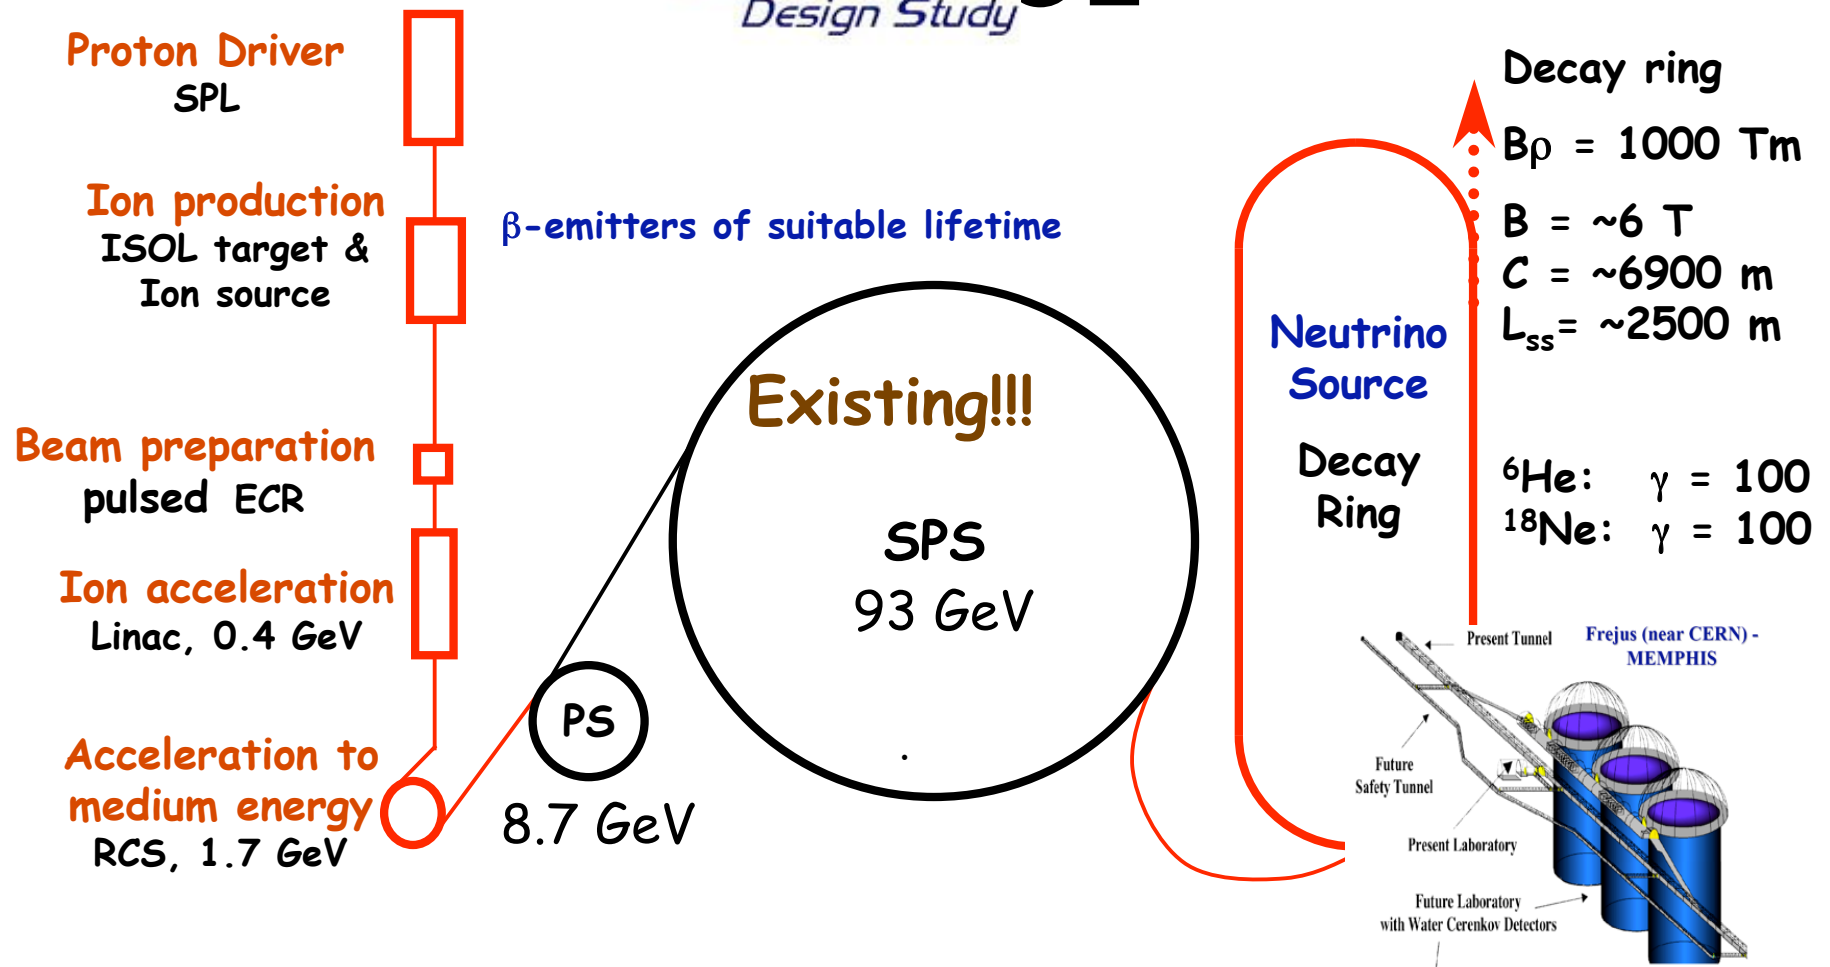 Design Study
Proton Driver
SPL
Ion production
ISOL target &
Ion source
Beam preparation
pulsed ECR
Ion acceleration
Linac, 0.4 GeV
Acceleration to
medium energy
RCS, 1.7 GeV
β-emitters of suitable lifetime
Existing!!!
SPS
93 GeV
PS
8.7 GeV
Neutrino
Source
Decay
Ring
Decay ring
Bρ = 1000 Tm
B = ~6 T
C = ~6900 m
Lss= ~2500 m
⁶He: γ = 100
¹⁸Ne: γ = 100
Present Tunnel
Frejus (near CERN) -
MEMPHIS
Future
Safety Tunnel
Present Laboratory
Future Laboratory
with Water Cerenkov Detectors